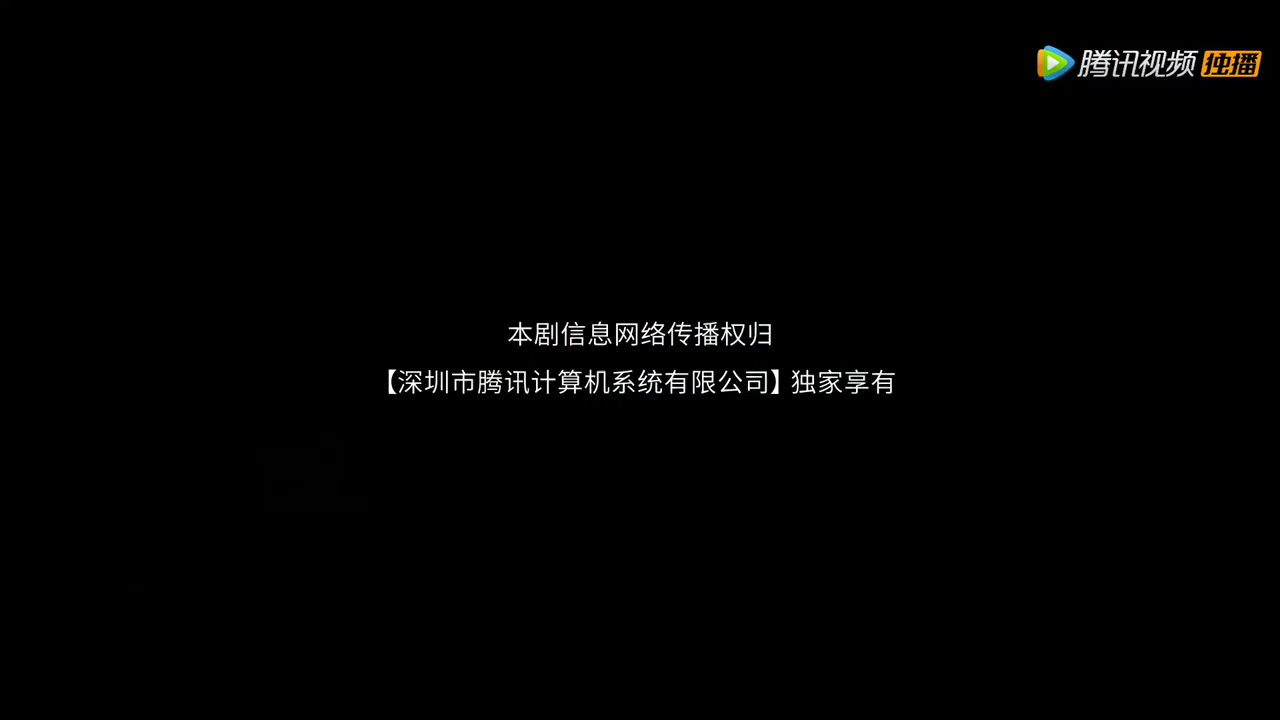 腾讯视频 独播
本剧信息网络传播权归
【深圳市腾讯计算机系统有限公司】独家享有